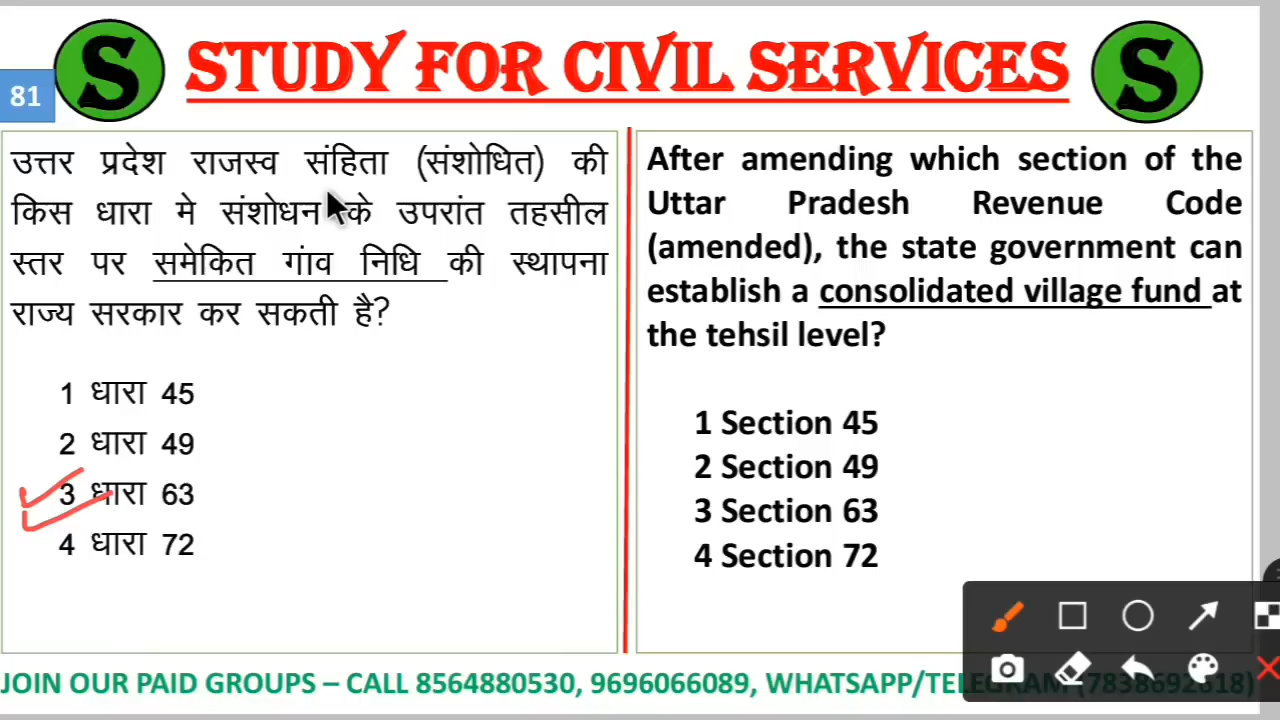 S STUDY FOR CIVIL SERVICES S
81
उत्तर प्रदेश राजस्व संहिता (संशोधित) की
किस धारा मे संशोधन के उपरांत तहसील
स्तर पर समेकित गांव निधि की स्थापना
राज्य सरकार कर सकती है?
1 धारा 45
2 धारा 49
3 धारा 63
4 धारा 72
After amending which section of the
Uttar Pradesh Revenue Code
(amended), the state government can
establish a consolidated village fund at
the tehsil level?
1 Section 45
2 Section 49
3 Section 63
4 Section 72
JOIN OUR PAID GROUPS – CALL 8564880530, 9696066089, WHATSAPP/TELEGRAM (7838692618)